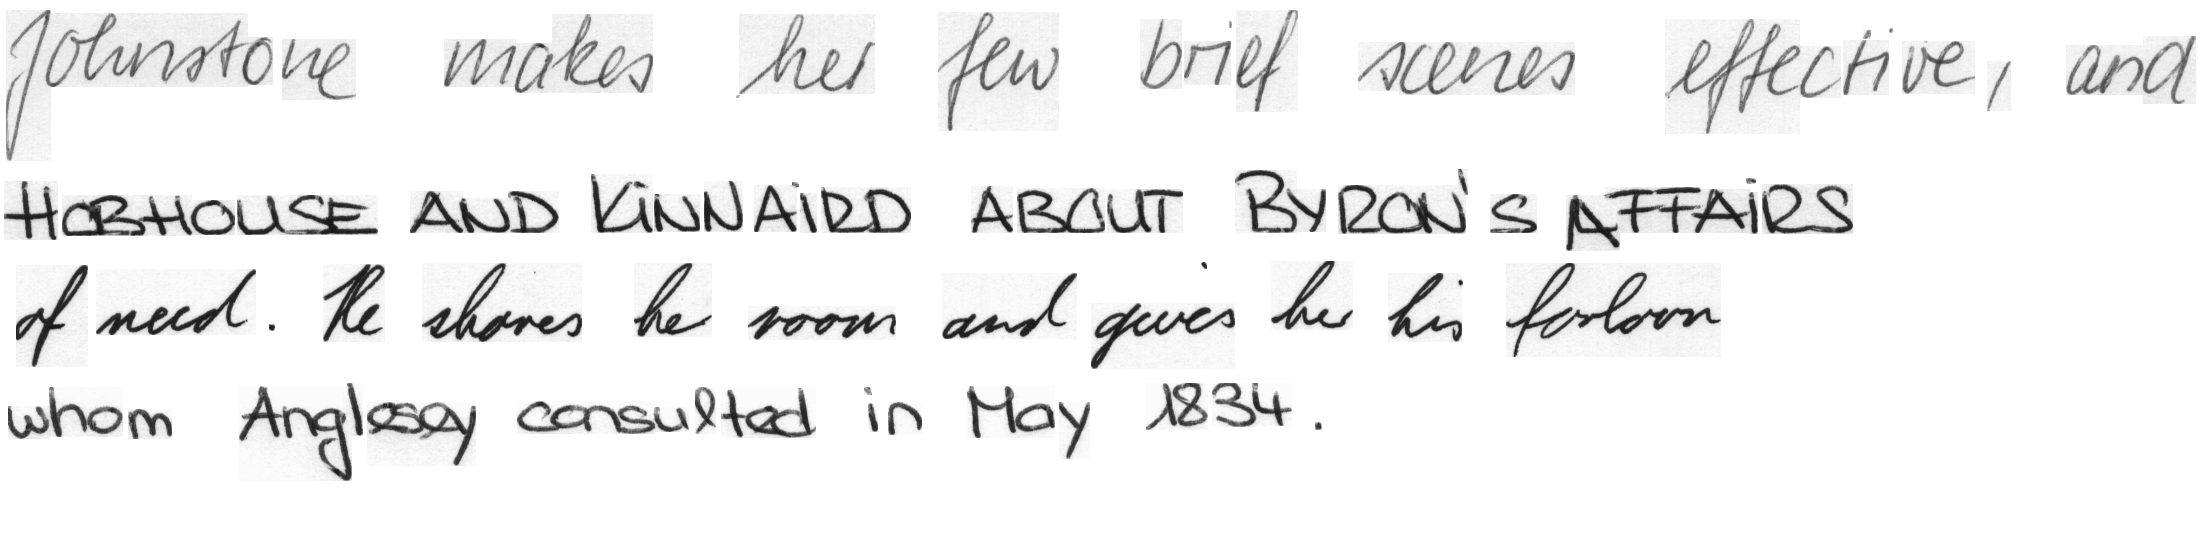 Johnstone makes her few brief scenes effective, and
HOBHOUSE AND KiNNAiRD ABOUT BYRON'S AFFAiRS
of need. He shares he room and gives her his forlorn
whom Anglesey consulted in May 1834.